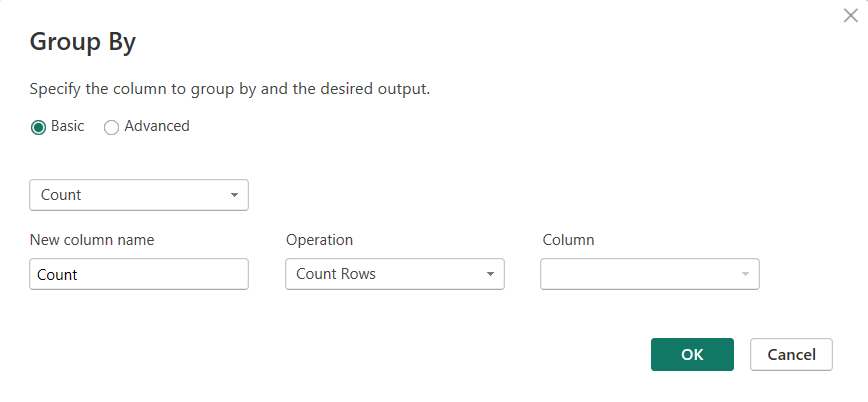 Group By
Specify the column to group by and the desired output.
Basic Advanced
Count
New column name Operation Column
Count Count Rows
OK Cancel